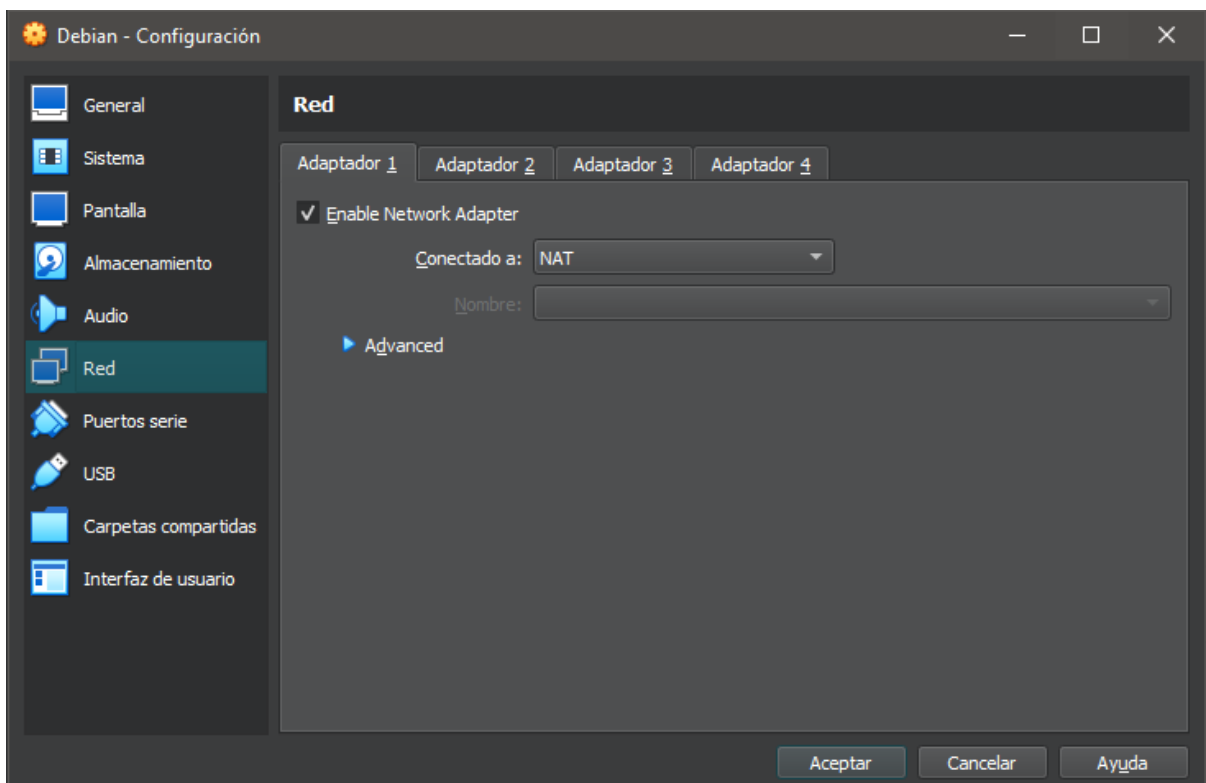 Debian - Configuración
General
Sistema
Pantalla
Almacenamiento
Audio
Red
Puertos serie
USB
Carpetas compartidas
Interfaz de usuario
Red
Adaptador 1 Adaptador 2 Adaptador 3 Adaptador 4
Enable Network Adapter
Conectado a: NAT
Nombre:
Advanced
Aceptar Cancelar Ayuda